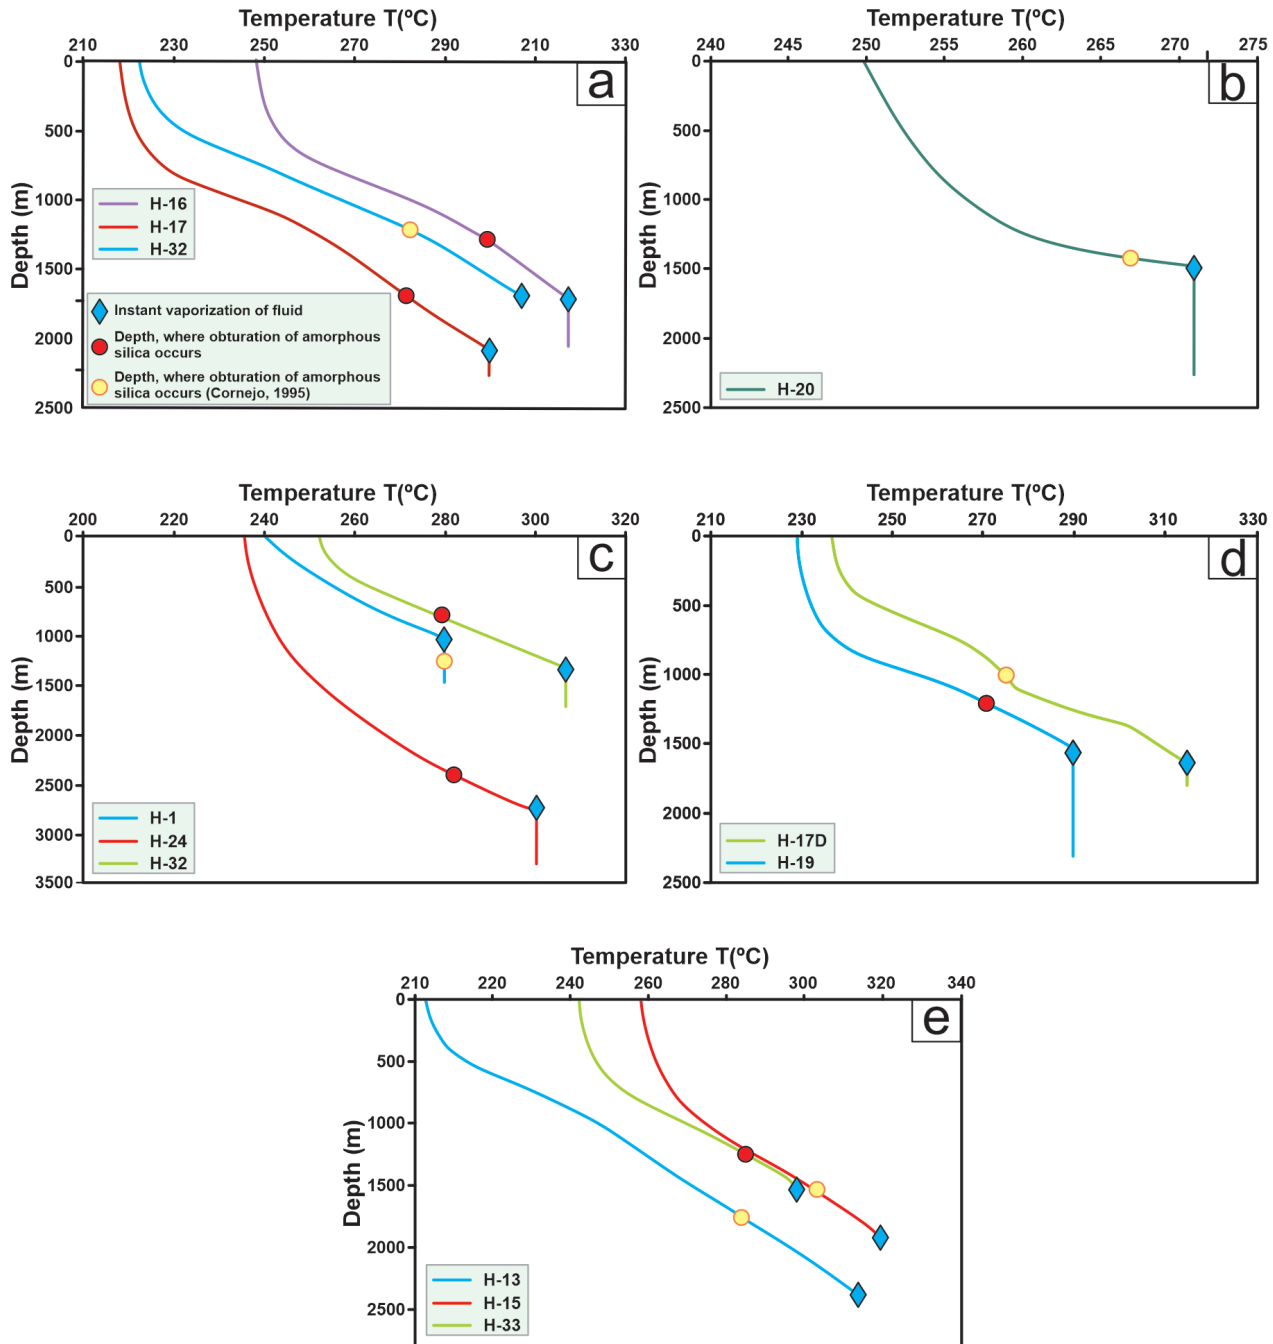 Temperature T(ºC)
210 230 250 270 290 210 330
0
500
1000
1500
2000
2500
Depth (m)
a
H-16
H-17
H-32
Instant vaporization of fluid
Depth, where obturation of amorphous
silica occurs
Depth, where obturation of amorphous
silica occurs (Cornejo, 1995)
Temperature T(ºC)
240 245 250 255 260 265 270 275
0
500
1000
1500
2000
2500
Depth (m)
b
H-20
Temperature T(ºC)
200 220 240 260 280 300 320
0
500
1000
1500
2000
2500
3000
3500
Depth (m)
c
H-1
H-24
H-32
Temperature T(ºC)
210 230 250 270 290 310 330
0
500
1000
1500
2000
2500
Depth (m)
d
H-17D
H-19
Temperature T(ºC)
210 220 240 260 280 300 320 340
0
500
1000
1500
2000
2500
Depth (m)
e
H-13
H-15
H-33